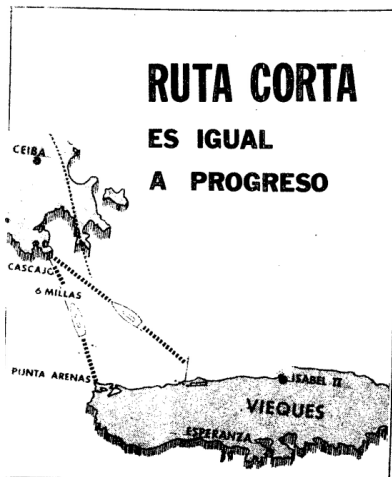 RUTA CORTA
ES IGUAL
A PROGRESO
CEIBA
CASCAJO
6 MILLAS
PUNTA ARENAS
ISABEL II
VIEQUES
ESPERANZA